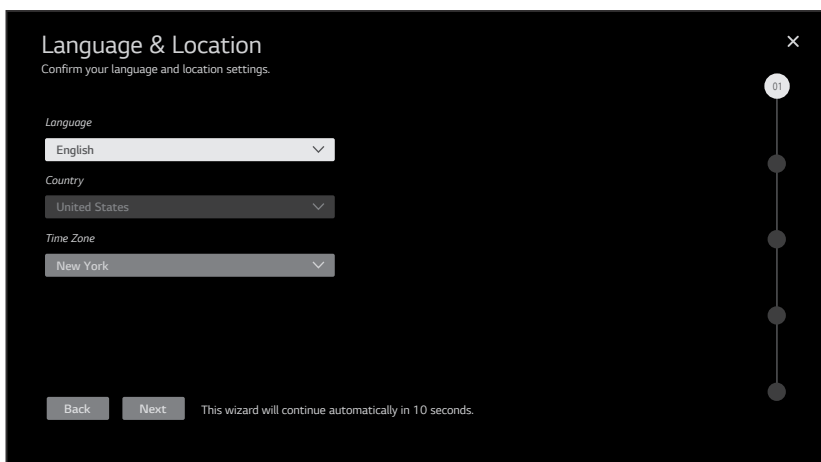 Language & Location
Confirm your language and location settings.
01
Language
English
Country
United States
Time Zone
New York
Back
Next
This wizard will continue automatically in 10 seconds.